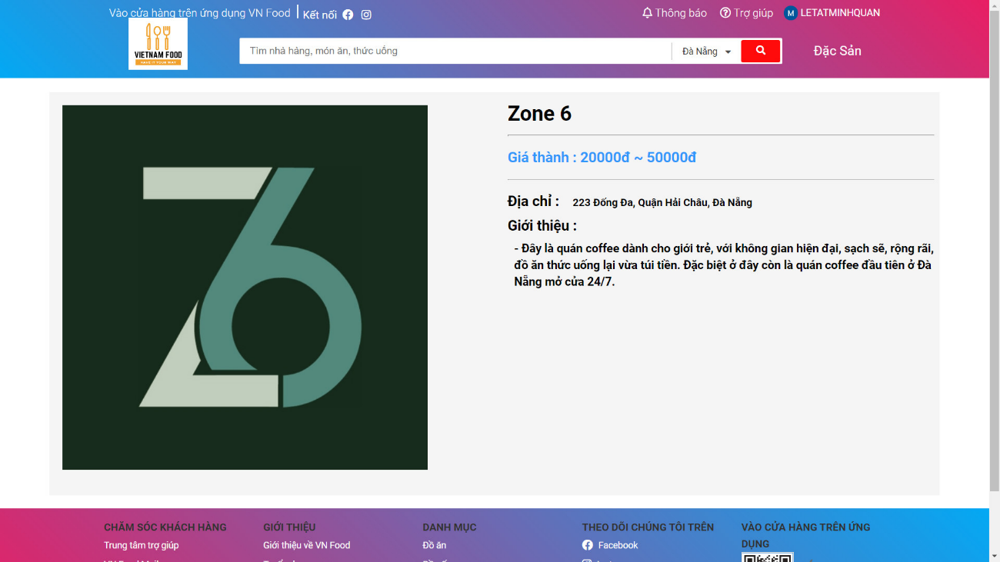 Vào cửa hàng trên ứng dụng VN Food
Kết nối
Thông báo
Trợ giúp
M LETATMINHQUAN
VIETNAM FOOD
Tìm nhà hàng, món ăn, thức uống
Đà Nẵng
Đặc Sản
Z6
Zone 6
Giá thành : 20000đ ~ 50000đ
Địa chỉ : 223 Đống Đa, Quận Hải Châu, Đà Nẵng
Giới thiệu :
- Đây là quán coffee dành cho giới trẻ, với không gian hiện đại, sạch sẽ, rộng rãi,
đồ ăn thức uống lại vừa túi tiền. Đặc biệt ở đây còn là quán coffee đầu tiên ở Đà
Nẵng mở cửa 24/7.
CHĂM SÓC KHÁCH HÀNG
Trung tâm trợ giúp
GIỚI THIỆU
Giới thiệu về VN Food
DANH MỤC
Đồ ăn
THEO DÕI CHÚNG TÔI TRÊN
Facebook
VÀO CỬA HÀNG TRÊN ỨNG
DỤNG